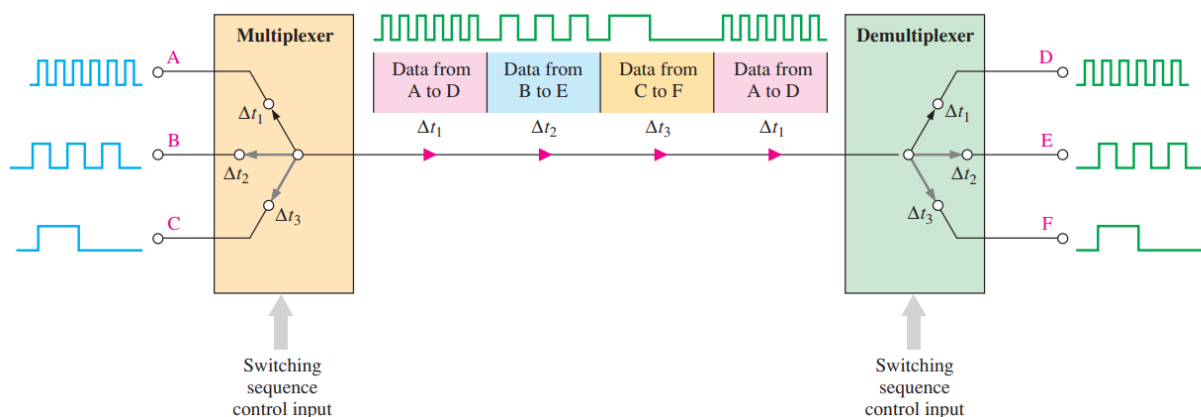 Multiplexer
Demultiplexer
A
B
C
Δt₁
Δt₂
Δt₃
Data from
A to D
Data from
B to E
Data from
C to F
Data from
A to D
Δt₁
Δt₂
Δt₃
Δt₁
D
E
F
Δt₁
Δt₂
Δt₃
Switching
sequence
control input
Switching
sequence
control input